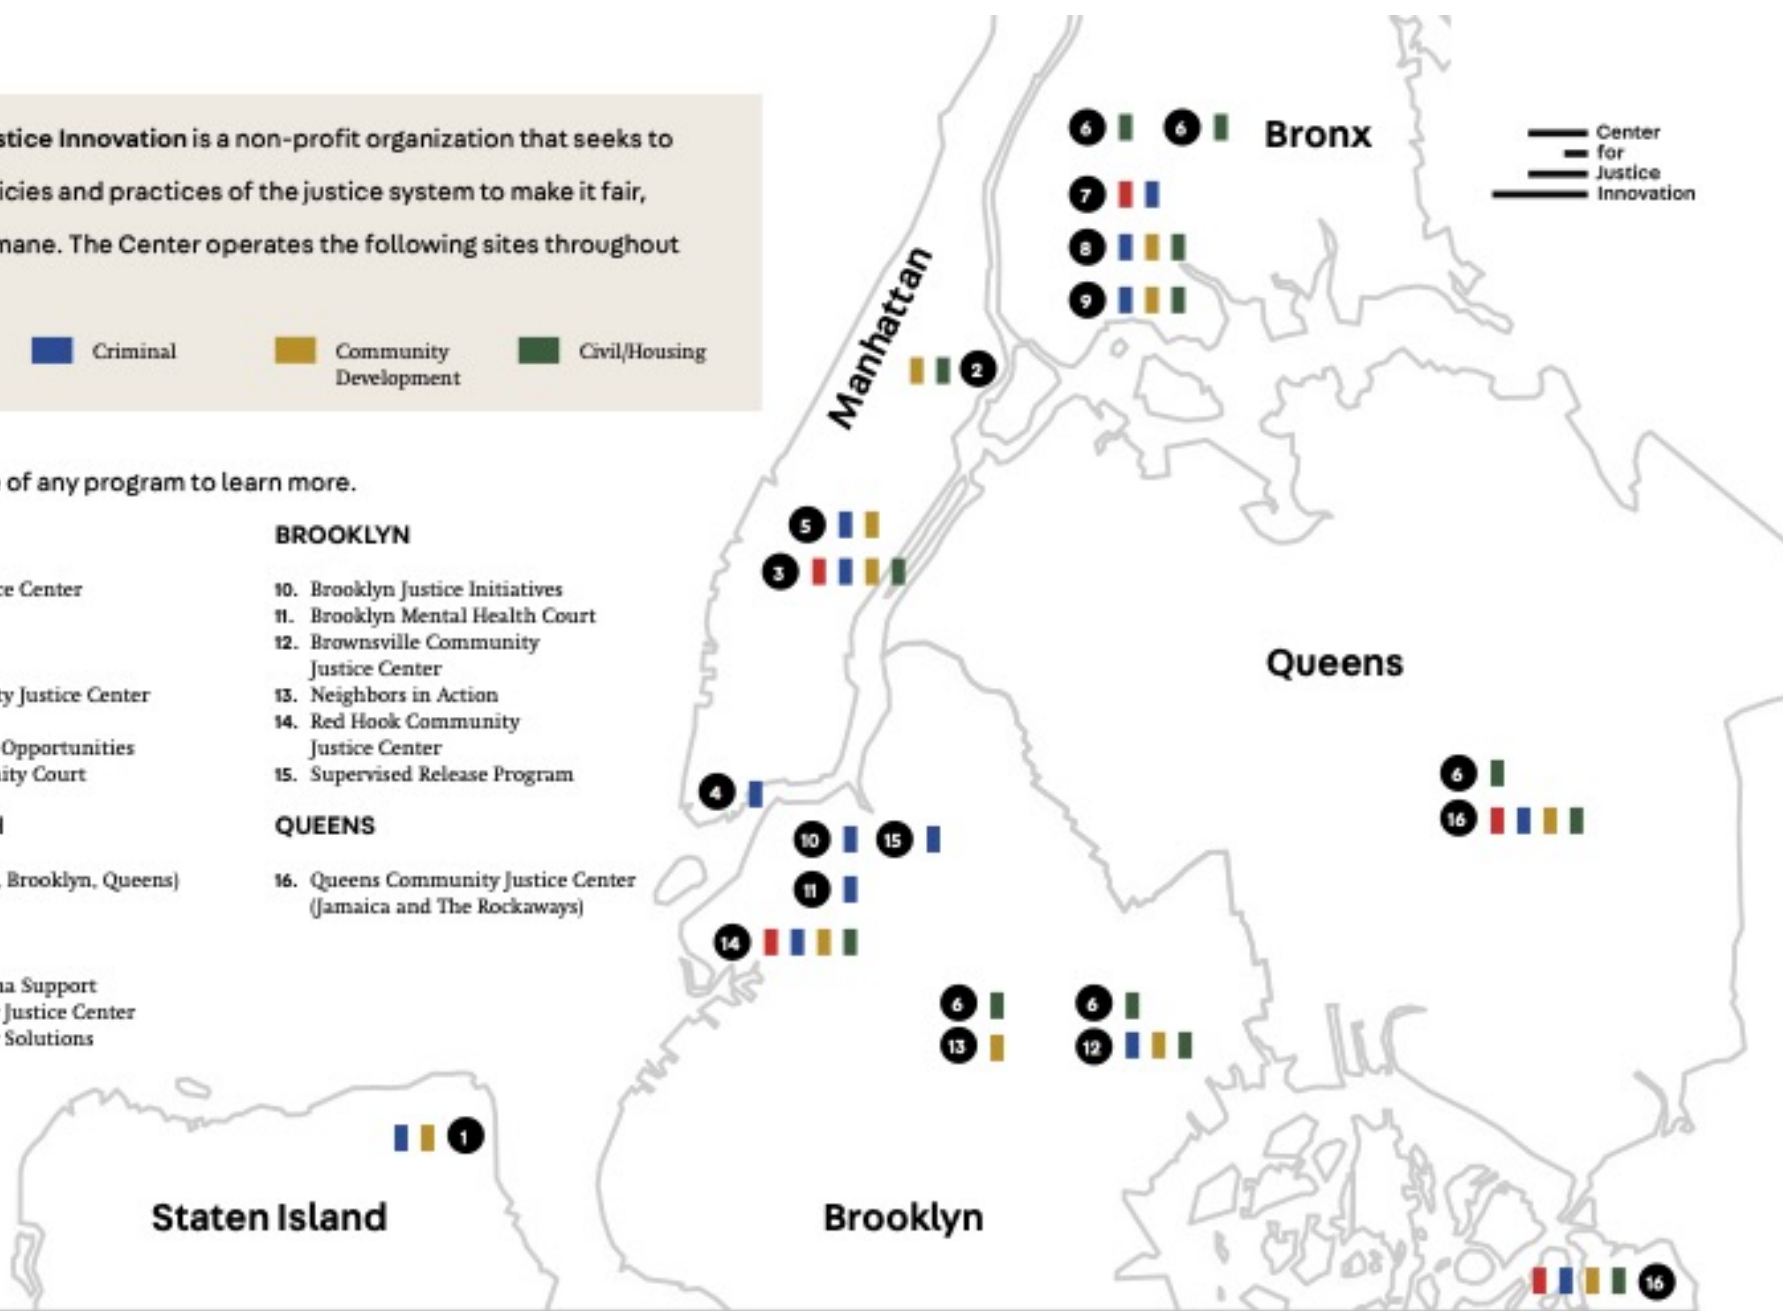 stice Innovation is a non-profit organization that seeks to
icies and practices of the justice system to make it fair,
mane. The Center operates the following sites throughout
Criminal
Community
Development
Civil/Housing
of any program to learn more.
ce Center
ty Justice Center
Opportunities
ity Court
Brooklyn, Queens)
na Support
Justice Center
Solutions
BROOKLYN
10. Brooklyn Justice Initiatives
11. Brooklyn Mental Health Court
12. Brownsville Community
Justice Center
13. Neighbors in Action
14. Red Hook Community
Justice Center
15. Supervised Release Program
QUEENS
16. Queens Community Justice Center
(Jamaica and The Rockaways)
Center
for
Justice
Innovation
6 6 Bronx
7
8
9
Manhattan
2
5
3
4
Queens
6
16
10 15
11
14
6 6
13 12
1
Staten Island
Brooklyn
16